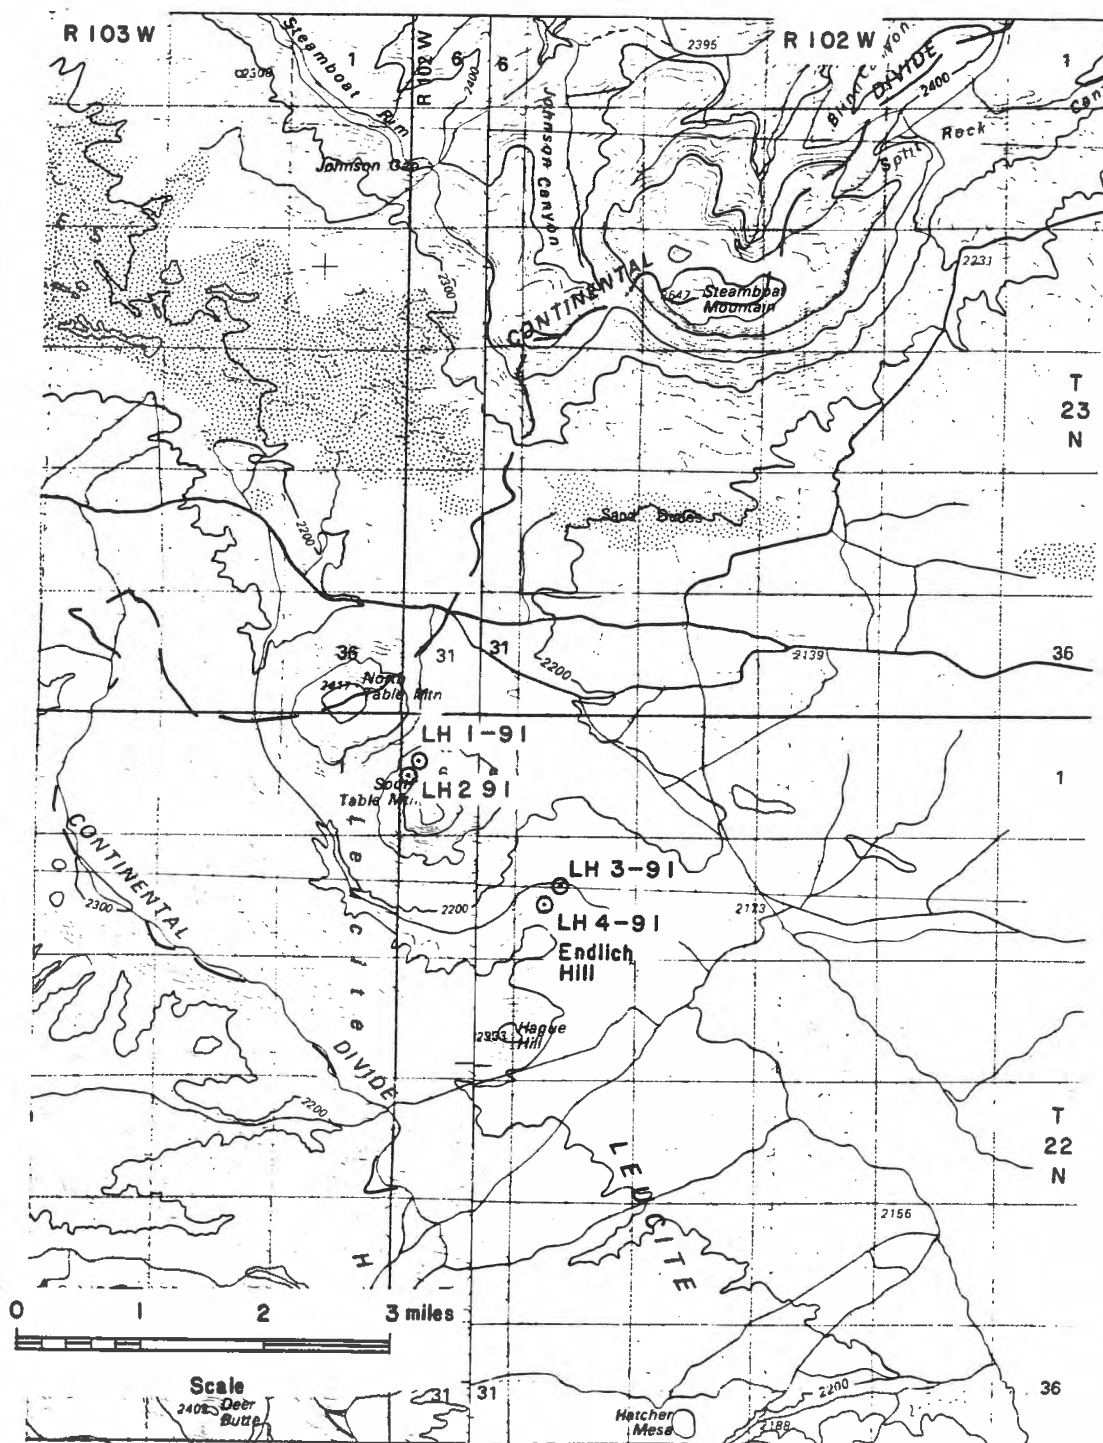 R 103 W
R 102 W
R 102 W
1
6
6
1
2395
2308
2400
Steamboat
Rim
Johnson Gap
Johnson Canyon
DIVIDE
2400
Split Rock
2231
2300
CONTINENTAL
2647
Steamboat
Mountain
T
23
N
Sand Dunes
2200
36
31
31
2200
2139
36
2417
North
Table Mtn
LH 1-91
LH 2 91
South
Table Mtn
1
CONTINENTAL
2300
DIVIDE
Leucite
H
LH 3-91
LH 4-91
2200
2173
Endlich
Hill
Hague
Hill
2200
T
22
N
LEUCITE
2156
0 1 2 3 miles
Scale
2408
Deer
Butte
31
31
36
2200
2188
Hatcher
Mesa